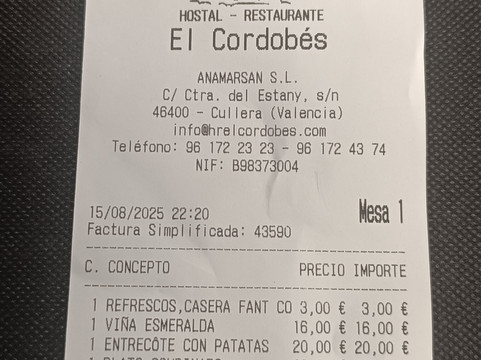 HOSTAL - RESTAURANTE
El Cordobés
ANAMARSAN S.L.
C/ Ctra. del Estany, s/n
46400 - Cullera (Valencia)
info@hrelcordobes.com
Teléfono: 96 172 23 23 - 96 172 43 74
NIF: B98373004
15/08/2025 22:20 Mesa 1
Factura Simplificada: 43590
C. CONCEPTO PRECIO IMPORTE
1 REFRESCOS,CASERA FANT CO 3,00 € 3,00 €
1 VIÑA ESMERALDA 16,00 € 16,00 €
1 ENTRECÔTE CON PATATAS 20,00 € 20,00 €